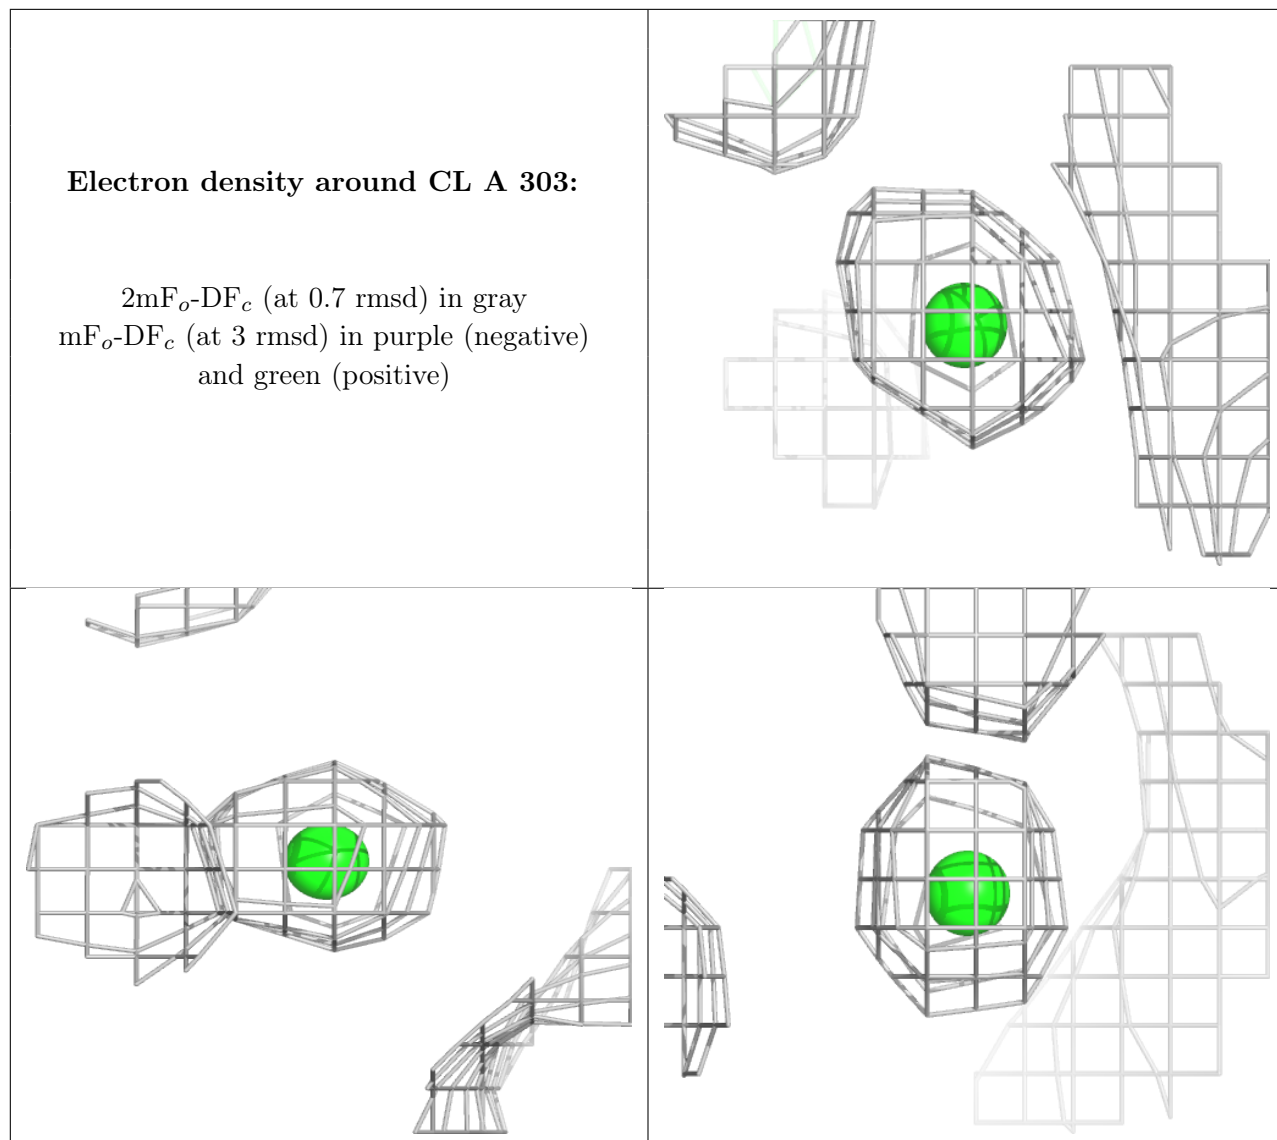 Electron density around CL A 303:
2mFo-DFc (at 0.7 rmsd) in gray
mFo-DFc (at 3 rmsd) in purple (negative)
and green (positive)